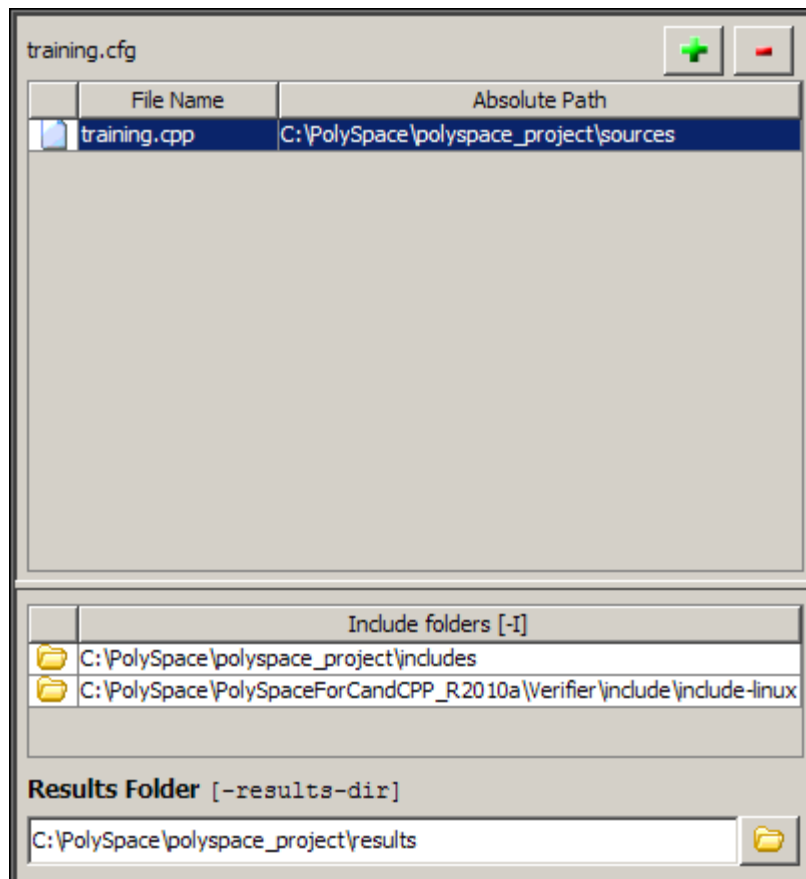 training.cfg
File Name Absolute Path
training.cpp C:\PolySpace\polyspace_project\sources
Include folders [-I]
C:\PolySpace\polyspace_project\includes
C:\PolySpace\PolySpaceForCandCPP_R2010a\Verifier\include\include-linux
Results Folder [-results-dir]
C:\PolySpace\polyspace_project\results